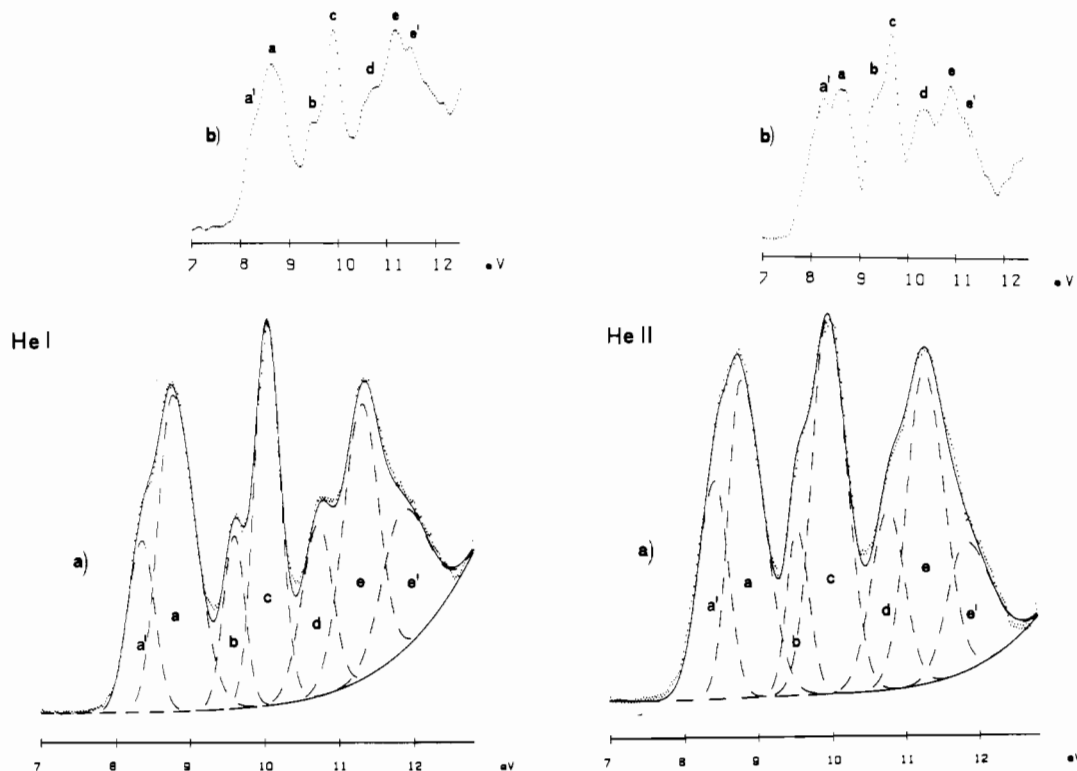 c
e
a
e'
d
a'
b
b)
7 8 9 10 11 12 eV
c
a' a b e
d e'
b)
7 8 9 10 11 12 eV
He I
a)
a' a b c d e e'
7 8 9 10 11 12 eV
He II
a)
a' a b c d e e'
7 8 9 10 11 12 eV